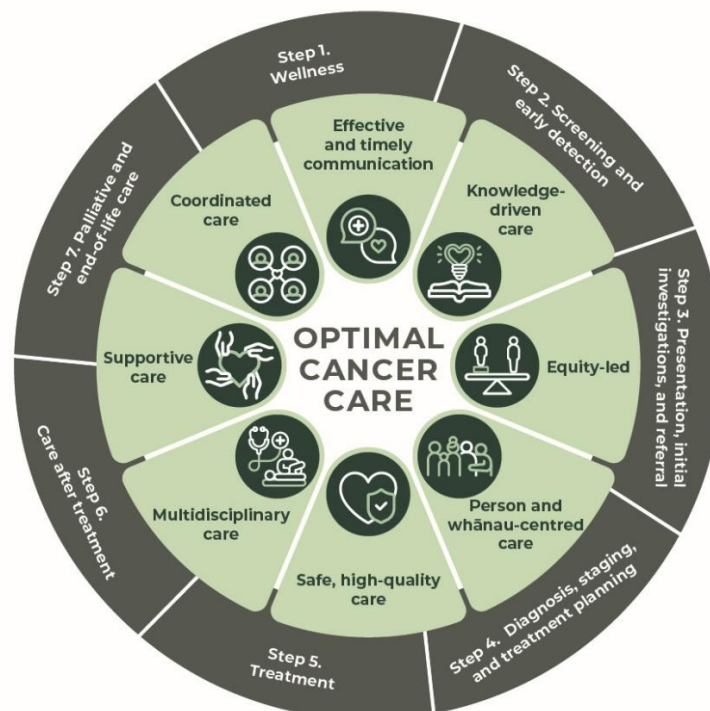 Step 1.
Wellness
Step 2. Screening and
early detection
Step 3. Presentation, initial
investigations, and referral
Step 4. Diagnosis, staging,
and treatment planning
Step 5.
Treatment
Step 6.
Care after treatment
Step 7. Palliative and
end-of-life care
Effective
and timely
communication
Knowledge-
driven
care
Equity-led
Person and
whānau-centred
care
Safe, high-quality
care
Multidisciplinary
care
Supportive
care
Coordinated
care
OPTIMAL
CANCER
CARE